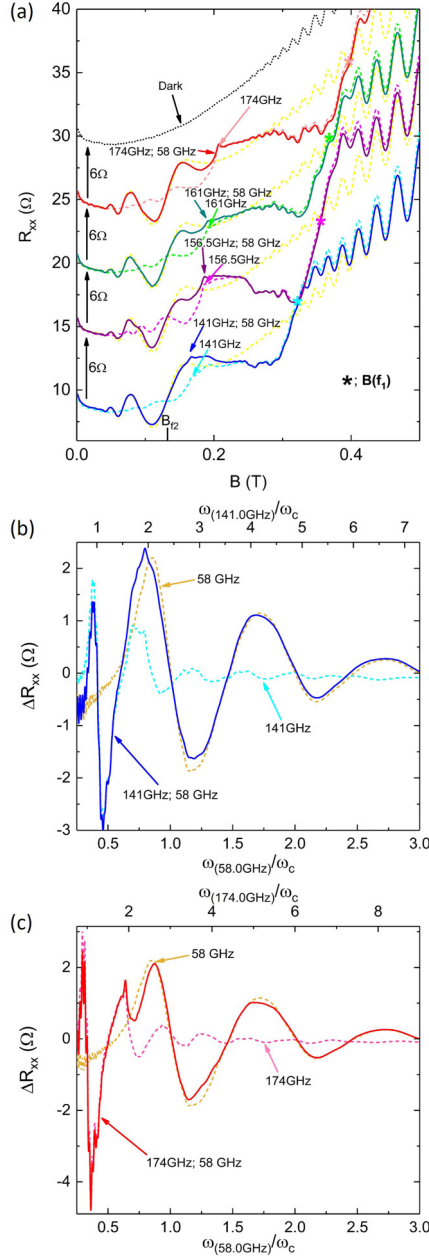 (a)
40
35
30
25
20
15
10
Rxx (Ω)
Dark
174GHz
174GHz; 58 GHz
6Ω
161GHz; 58 GHz
161GHz
6Ω
156.5GHz; 58 GHz
156.5GHz
6Ω
141GHz; 58 GHz
141GHz
6Ω
*; B(f1)
Bf2
0.0 0.2 0.4
B (T)
(b)
ω(141.0GHz)/ωc
1 2 3 4 5 6 7
2
1
0
-1
-2
-3
ΔRxx (Ω)
58 GHz
141GHz
141GHz; 58 GHz
0.5 1.0 1.5 2.0 2.5 3.0
ω(58.0GHz)/ωc
(c)
ω(174.0GHz)/ωc
2 4 6 8
2
0
-2
-4
ΔRxx (Ω)
58 GHz
174GHz
174GHz; 58 GHz
0.5 1.0 1.5 2.0 2.5 3.0
ω(58.0GHz)/ωc